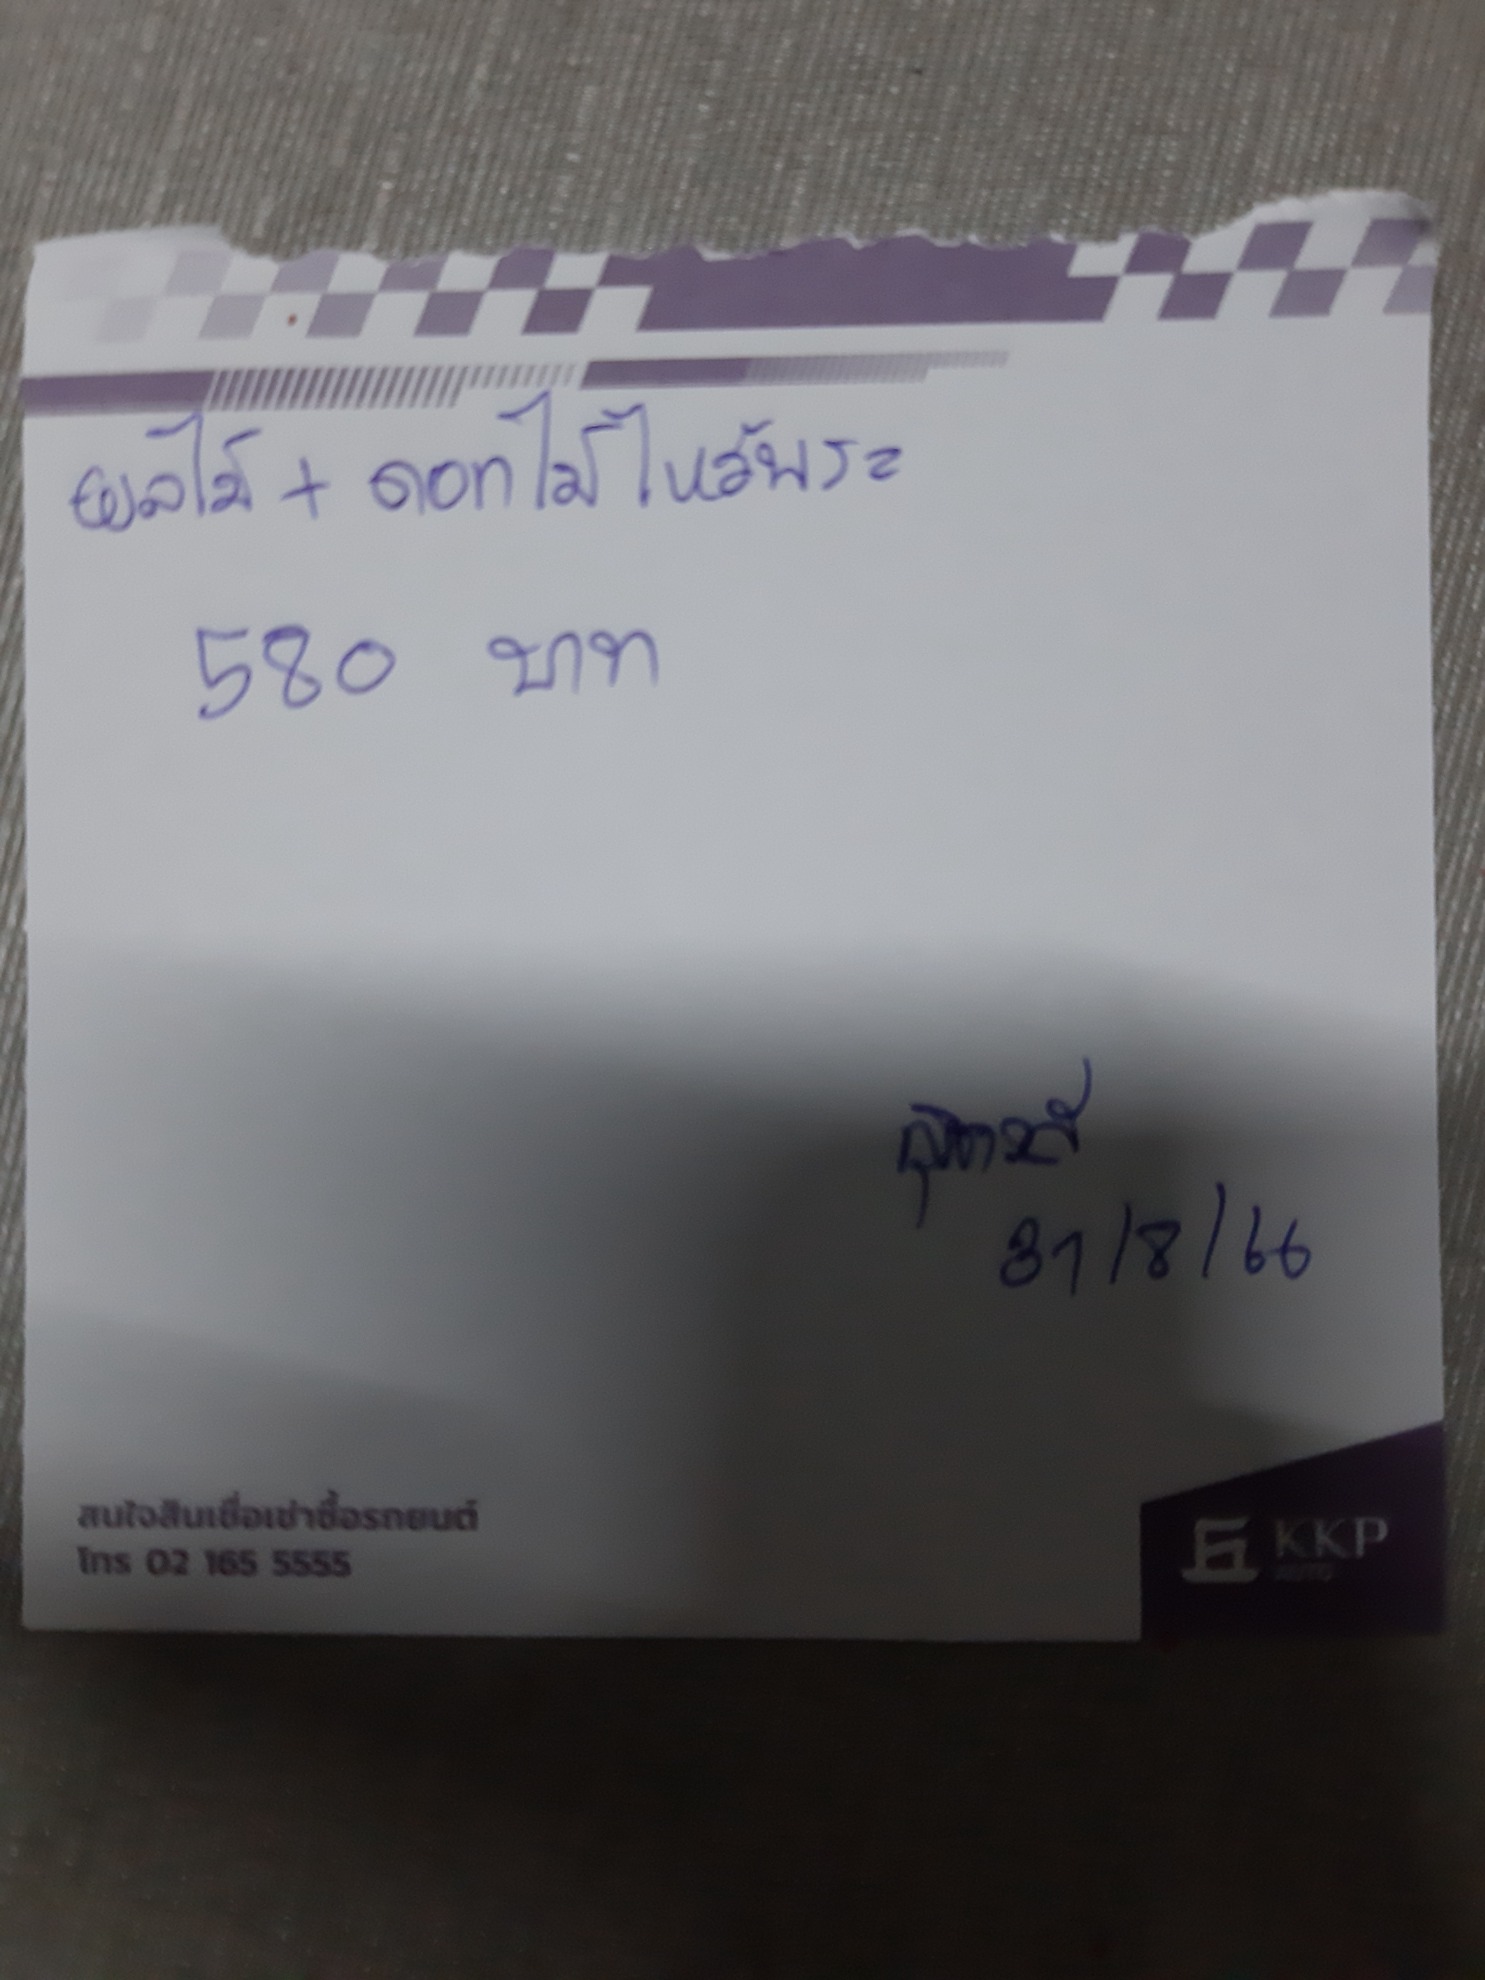 ผลไม้ + ดอกไม้ไหว้พระ
580 บาท
31/8/66
สนใจสินเชื่อเช่าซื้อรถยนต์
โทร 02 165 5555
KKP
AUTO